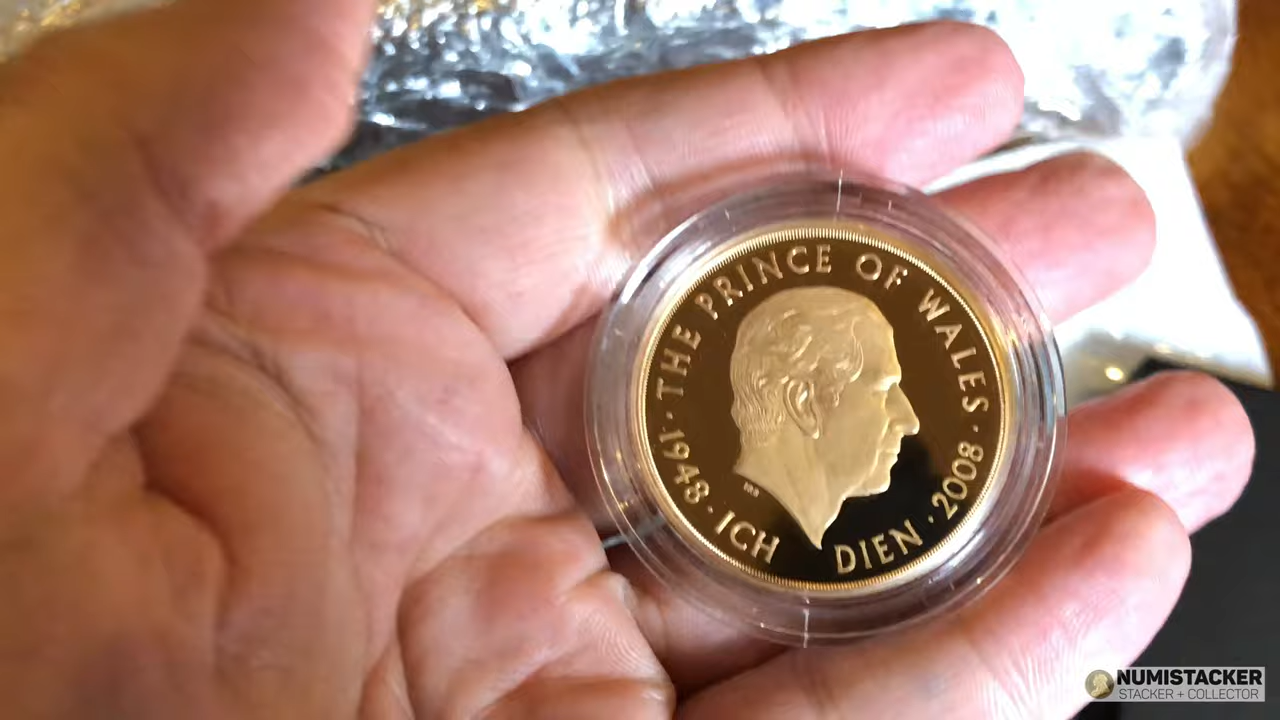 · THE PRINCE OF WALES ·
1948 · ICH DIEN · 2008
NUMISTACKER
STACKER + COLLECTOR